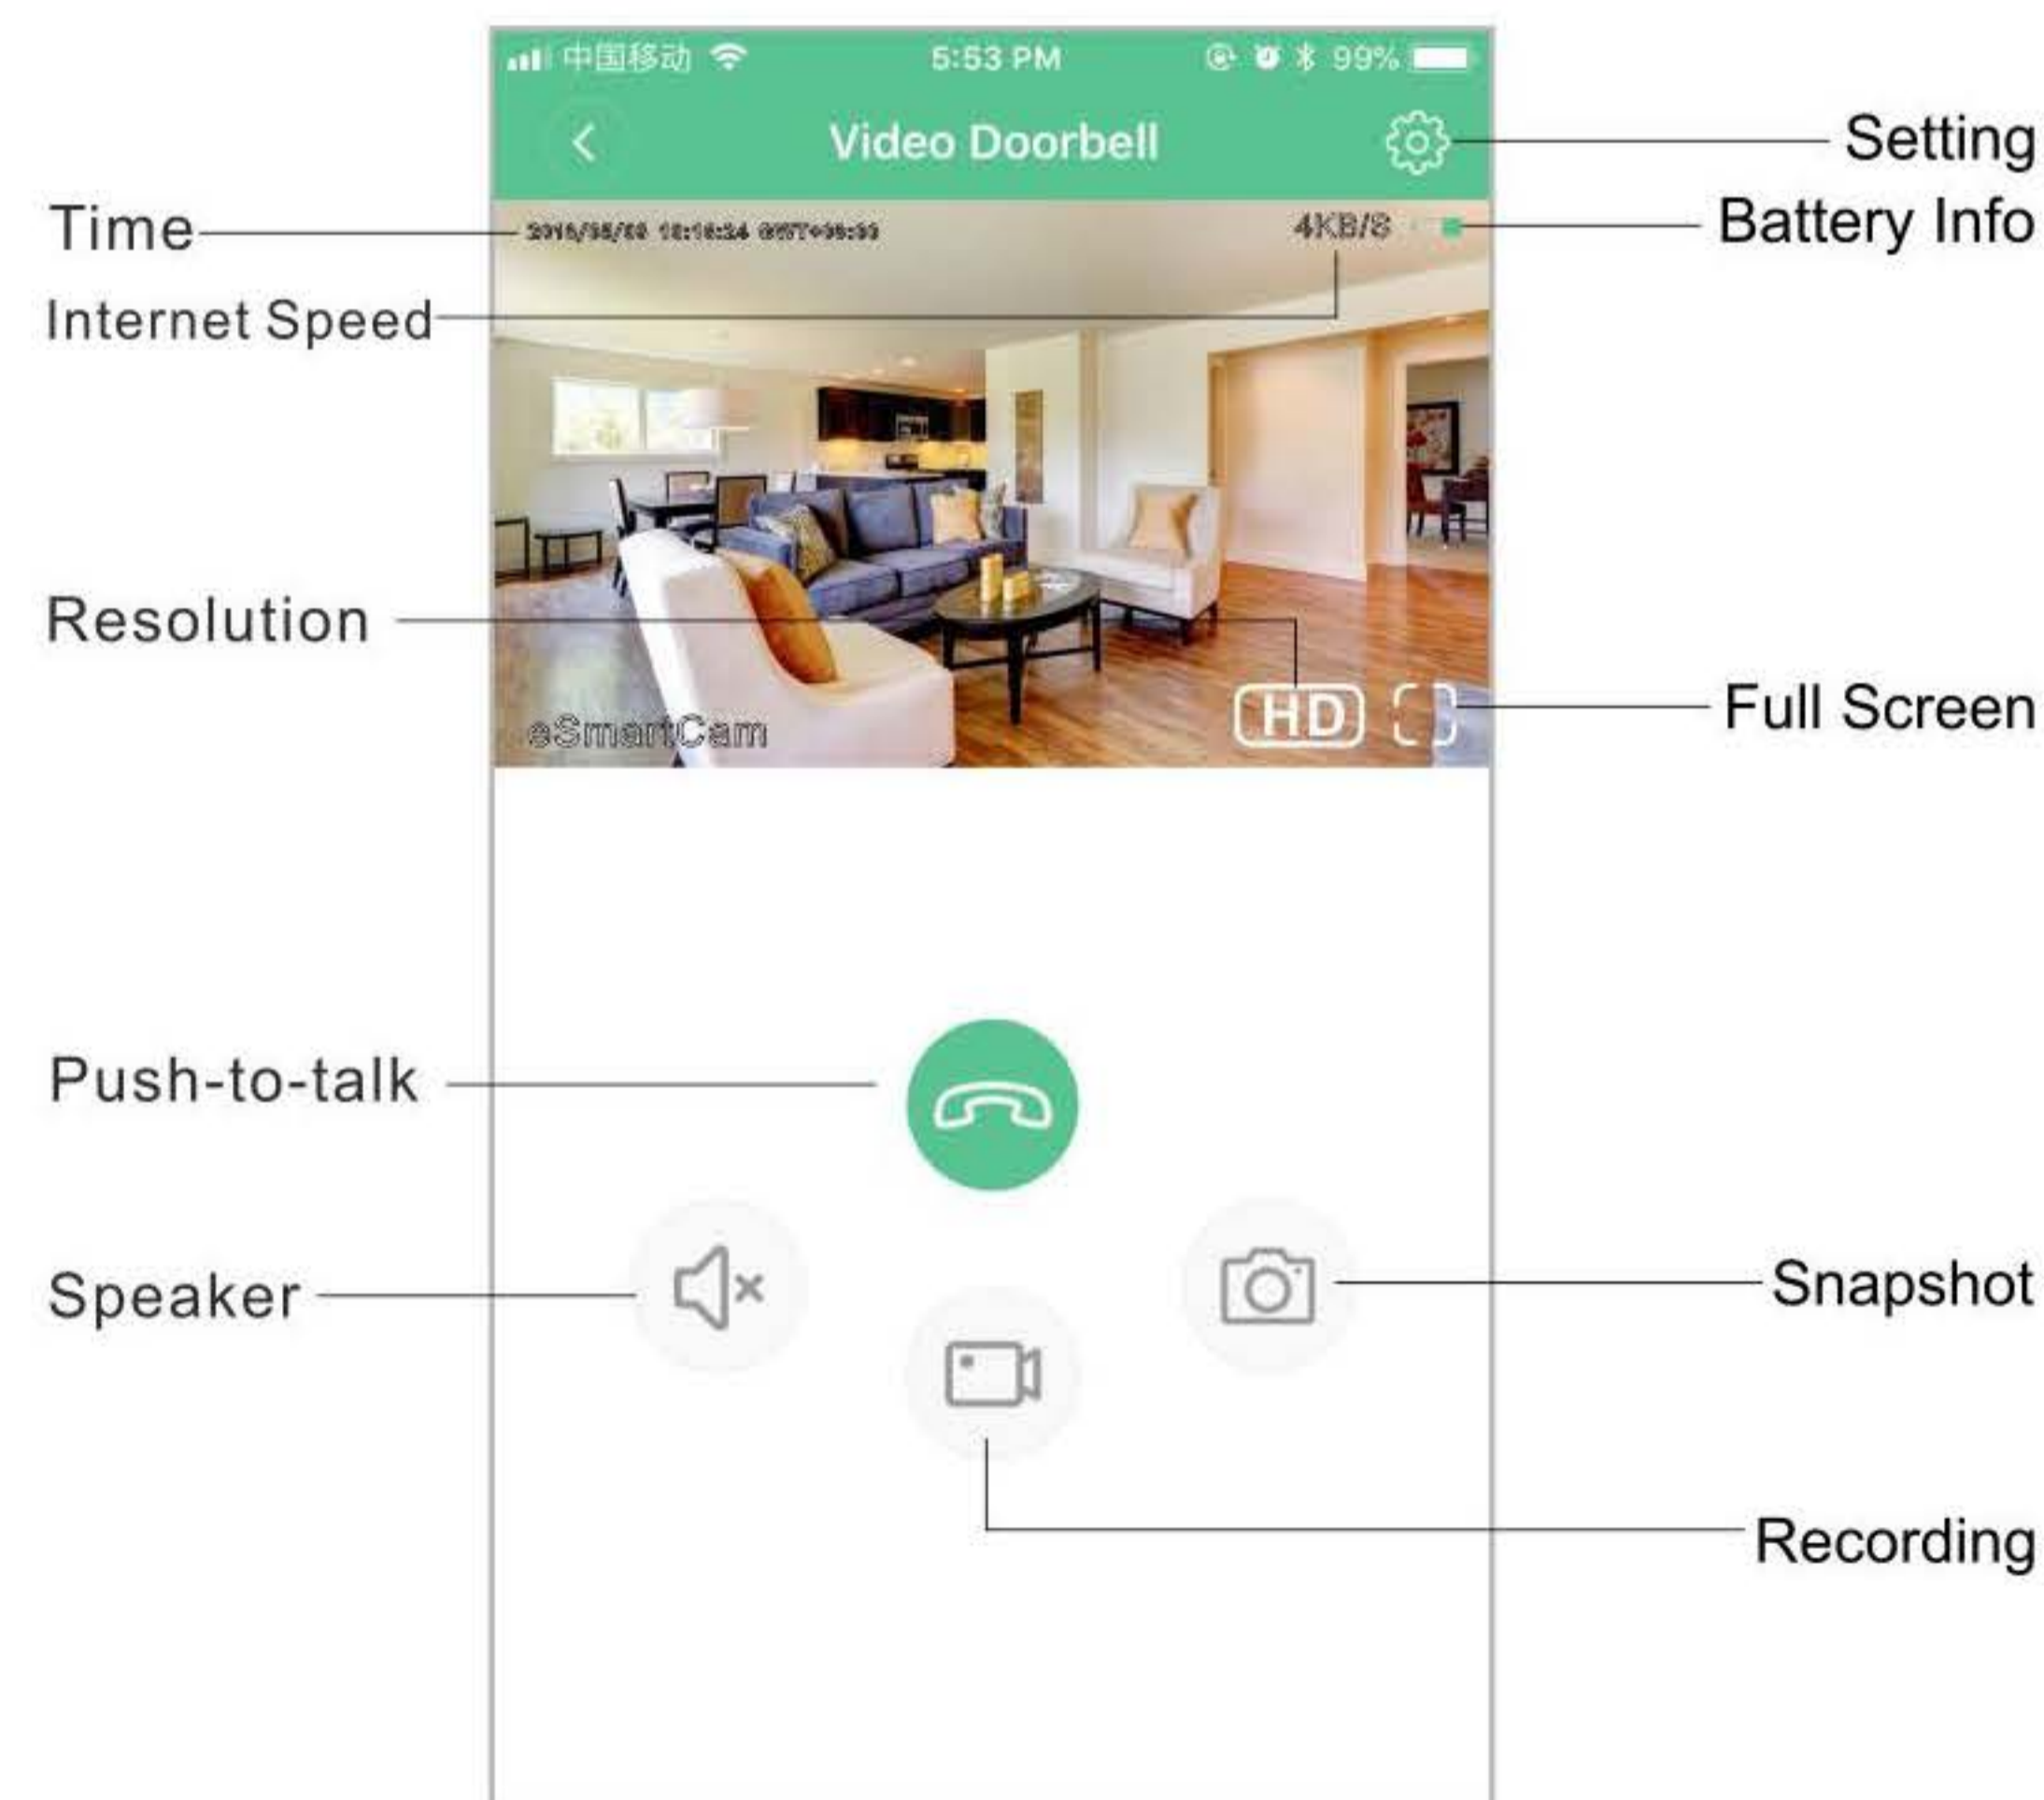 中国移动 5:53 PM 99%
Video Doorbell
Setting
Battery Info
Time
4KB/S
Internet Speed
Resolution
HD
Full Screen
eSmartCam
Push-to-talk
Speaker
Snapshot
Recording